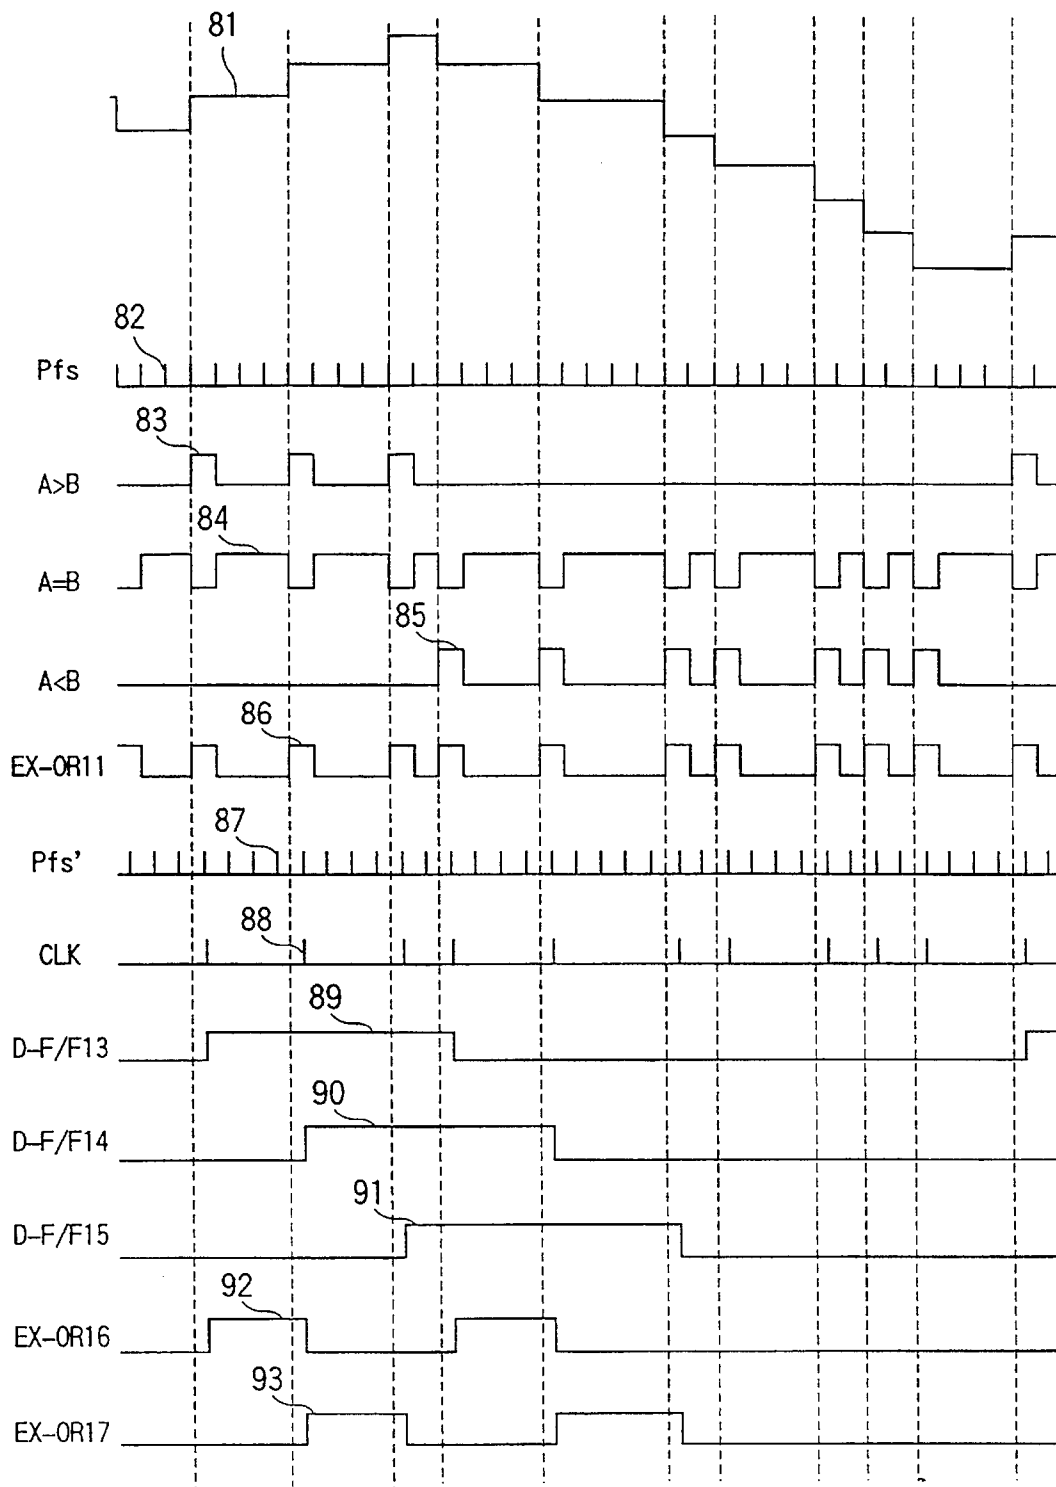 81
82
Pfs
83
A>B
84
A=B
85
A<B
86
EX-OR11
87
Pfs'
88
CLK
89
D-F/F13
90
D-F/F14
91
D-F/F15
92
EX-OR16
93
EX-OR17